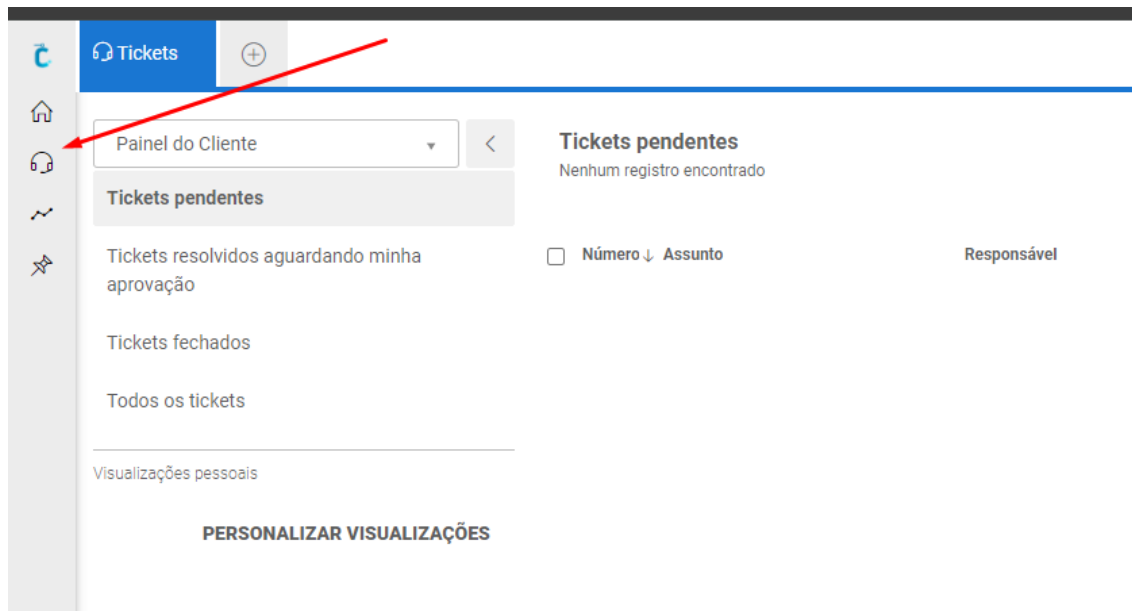 Tickets
Painel do Cliente
Tickets pendentes
Tickets resolvidos aguardando minha
aprovação
Tickets fechados
Todos os tickets
Visualizações pessoais
PERSONALIZAR VISUALIZAÇÕES
Tickets pendentes
Nenhum registro encontrado
Número ↓ Assunto Responsável